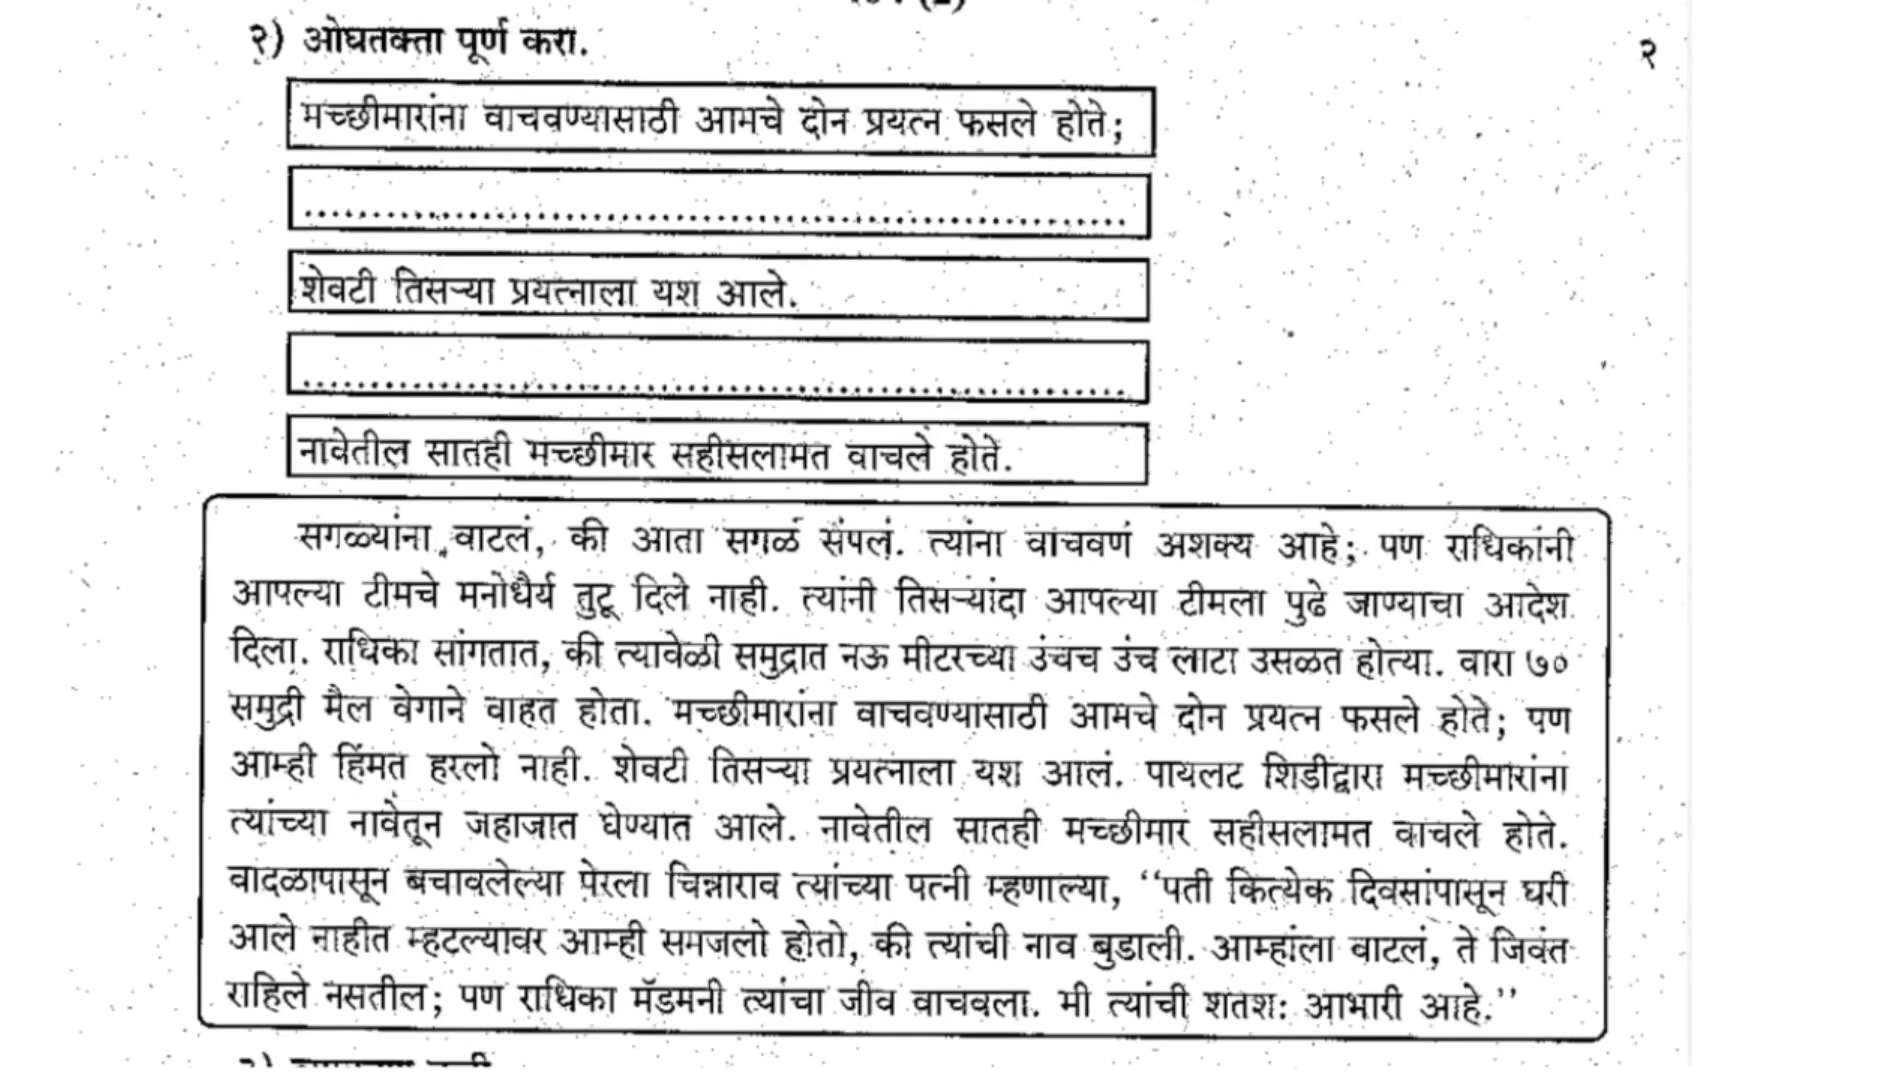 २) ओघतक्ता पूर्ण करा.
२
मच्छीमारांना वाचवण्यासाठी आमचे दोन प्रयत्न फसले होते;
शेवटी तिसऱ्या प्रयत्नाला यश आले.
नावेतील सातही मच्छीमार सहीसलामत वाचले होते.
सगळ्यांना वाटलं, की आता सगळं संपलं. त्यांना वाचवणं अशक्य आहे; पण राधिकांनी
आपल्या टीमचे मनोधैर्य तुटू दिले नाही. त्यांनी तिसऱ्यांदा आपल्या टीमला पुढे जाण्याचा आदेश
दिला. राधिका सांगतात, की त्यावेळी समुद्रात नऊ मीटरच्या उंचच उंच लाटा उसळत होत्या. वारा ७०
समुद्री मैल वेगाने वाहत होता. मच्छीमारांना वाचवण्यासाठी आमचे दोन प्रयत्न फसले होते; पण
आम्ही हिंमत हरलो नाही. शेवटी तिसऱ्या प्रयत्नाला यश आलं. पायलट शिडीद्वारा मच्छीमारांना
त्यांच्या नावेतून जहाजात घेण्यात आले. नावेतील सातही मच्छीमार सहीसलामत वाचले होते.
वादळापासून बचावलेल्या पेरला चिन्नाराव त्यांच्या पत्नी म्हणाल्या, ‘‘पती कित्येक दिवसांपासून घरी
आले नाहीत म्हटल्यावर आम्ही समजलो होतो, की त्यांची नाव बुडाली. आम्हांला वाटलं, ते जिवंत
राहिले नसतील; पण राधिका मॅडमनी त्यांचा जीव वाचवला. मी त्यांची शतशः आभारी आहे.’’